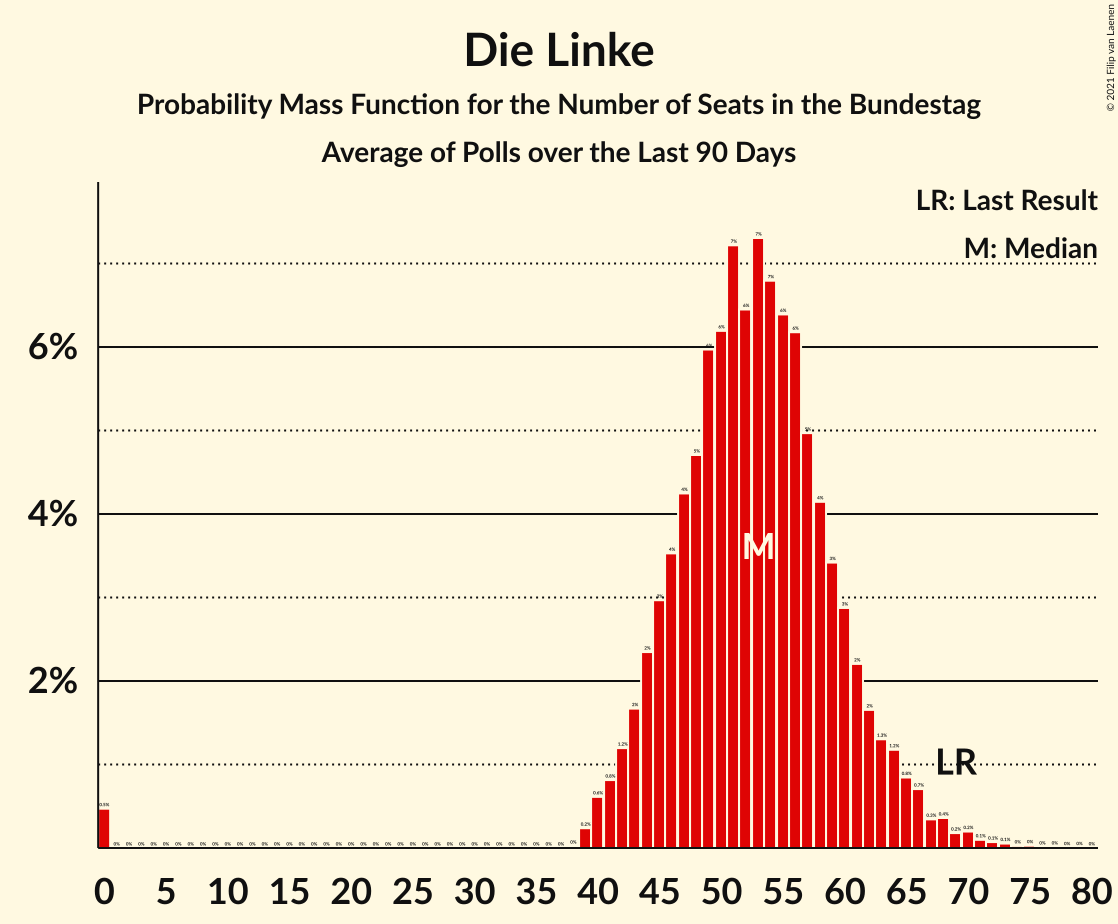 Die Linke
Probability Mass Function for the Number of Seats in the Bundestag
Average of Polls over the Last 90 Days
© 2021 Filip van Laenen
LR: Last Result
M: Median
6%
4%
2%
M
LR
0 5 10 15 20 25 30 35 40 45 50 55 60 65 70 75 80